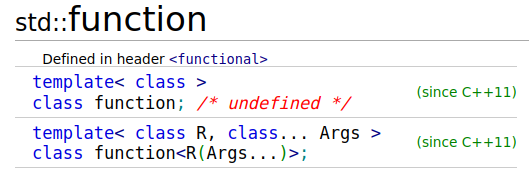 std::function
Defined in header <functional>
template< class >
class function; /* undefined */
(since C++11)
template< class R, class... Args >
class function<R(Args...)>;
(since C++11)